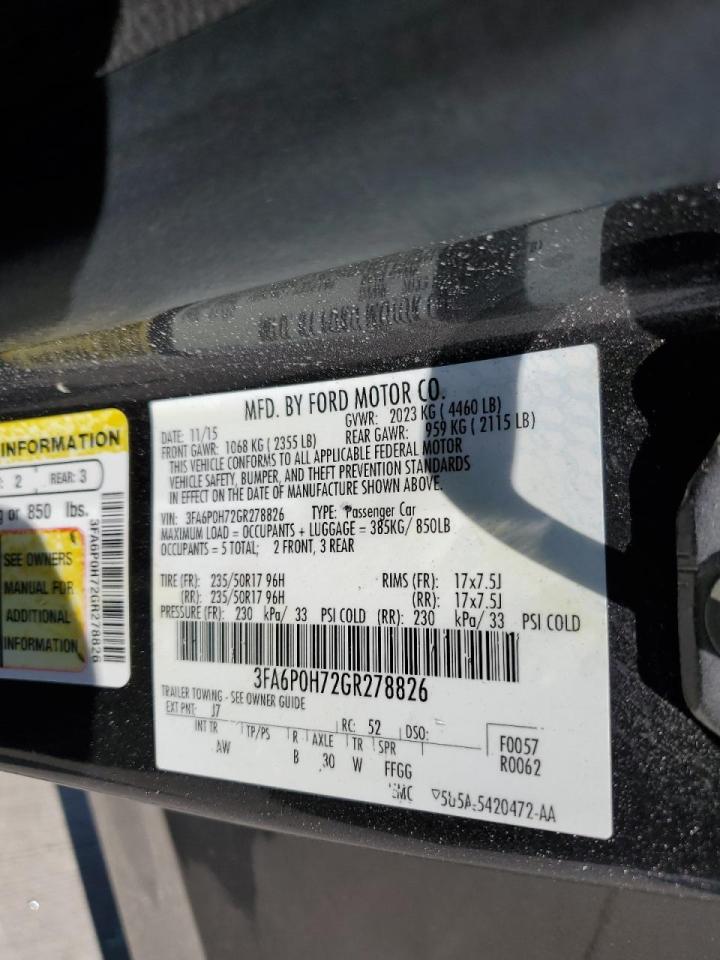 MFD. BY FORD MOTOR CO.
DATE: 11/15 GVWR: 2023 KG ( 4460 LB)
FRONT GAWR: 1068 KG ( 2355 LB) REAR GAWR: 959 KG ( 2115 LB)
THIS VEHICLE CONFORMS TO ALL APPLICABLE FEDERAL MOTOR
VEHICLE SAFETY, BUMPER, AND THEFT PREVENTION STANDARDS
IN EFFECT ON THE DATE OF MANUFACTURE SHOWN ABOVE.
VIN: 3FA6P0H72GR278826 TYPE: Passenger Car
MAXIMUM LOAD = OCCUPANTS + LUGGAGE = 385KG/ 850LB
OCCUPANTS = 5 TOTAL; 2 FRONT, 3 REAR
TIRE (FR): 235/50R17 96H RIMS (FR): 17x7.5J
(RR): 235/50R17 96H (RR): 17x7.5J
PRESSURE (FR): 230 kPa/ 33 PSI COLD (RR): 230 kPa/ 33 PSI COLD
3FA6P0H72GR278826
TRAILER TOWING - SEE OWNER GUIDE
EXT PNT: J7 RC: 52 DSO:
INT TR TP/PS R AXLE TR SPR
AW B 30 W FFGG
F0057
R0062
5420472-AA
INFORMATION
2 REAR: 3
or 850 lbs.
SEE OWNERS
MANUAL FOR
ADDITIONAL
INFORMATION
3FA6P0H72GR278826